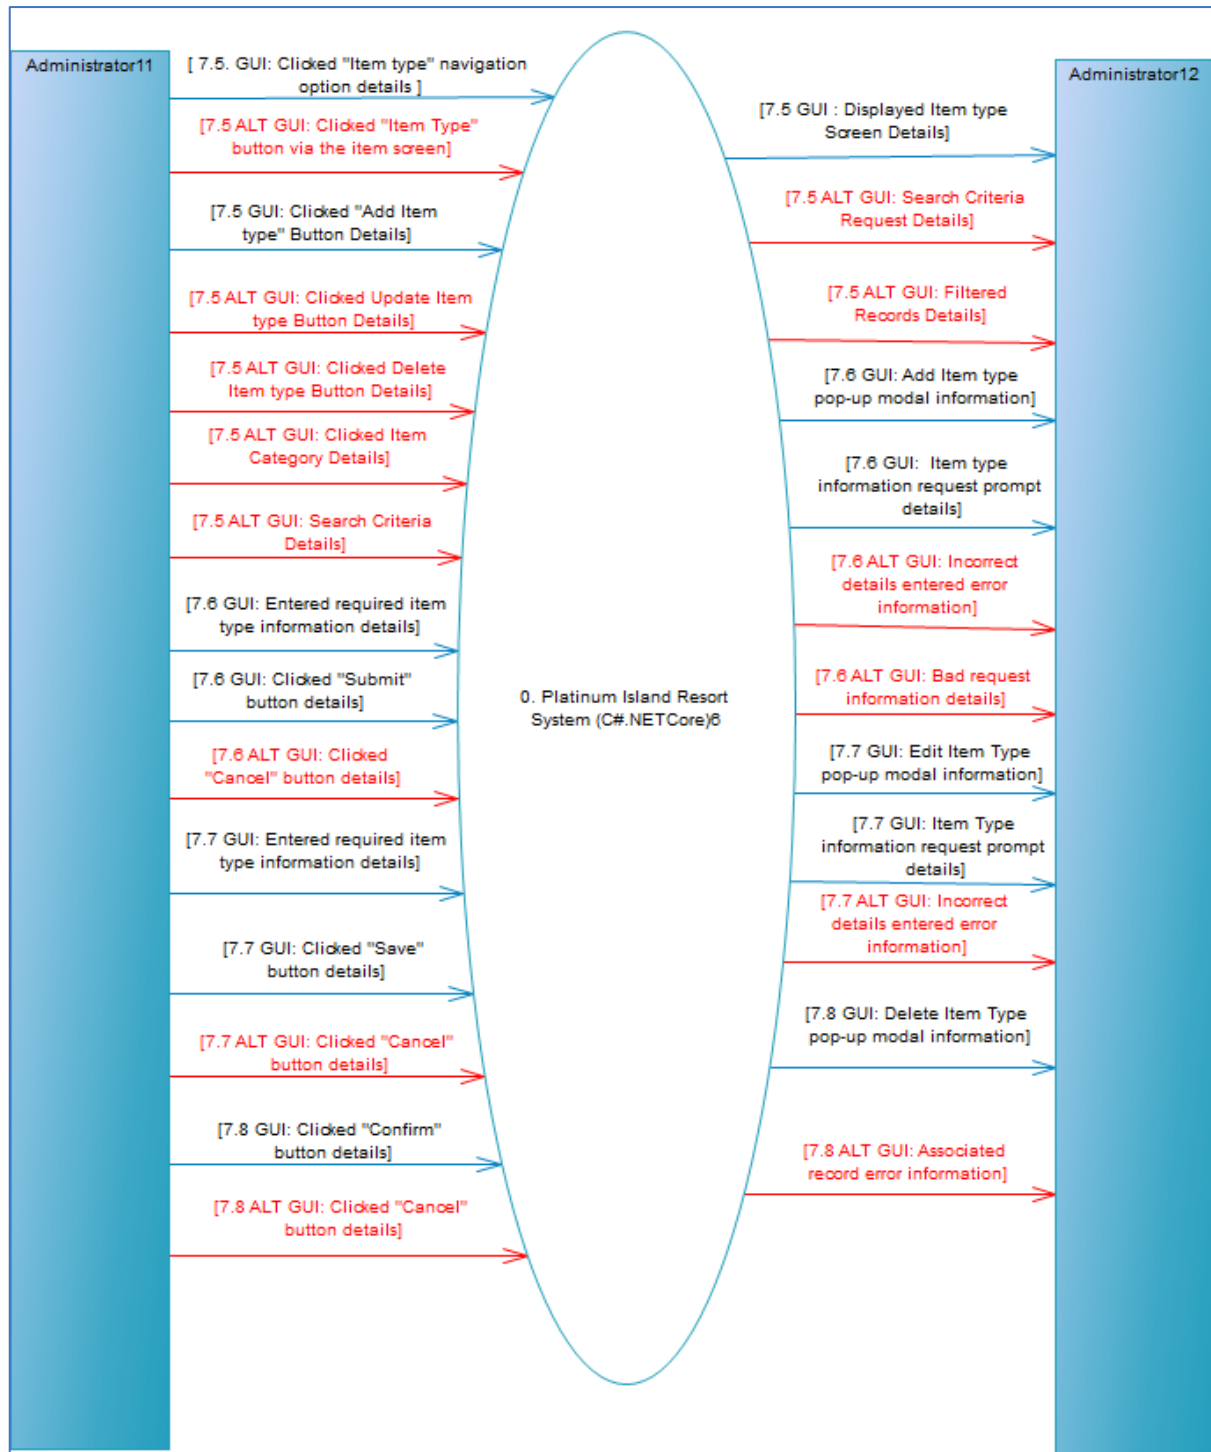 Administrator11
[ 7.5. GUI: Clicked "Item type" navigation
option details ]
[7.5 ALT GUI: Clicked "Item Type"
button via the item screen]
[7.5 GUI: Clicked "Add Item
type" Button Details]
[7.5 ALT GUI: Clicked Update Item
type Button Details]
[7.5 ALT GUI: Clicked Delete
Item type Button Details]
[7.5 ALT GUI: Clicked Item
Category Details]
[7.5 ALT GUI: Search Criteria
Details]
[7.6 GUI: Entered required item
type information details]
[7.6 GUI: Clicked "Submit"
button details]
[7.6 ALT GUI: Clicked
"Cancel" button details]
[7.7 GUI: Entered required item
type information details]
[7.7 GUI: Clicked "Save"
button details]
[7.7 ALT GUI: Clicked "Cancel"
button details]
[7.8 GUI: Clicked "Confirm"
button details]
[7.8 ALT GUI: Clicked "Cancel"
button details]
0. Platinum Island Resort
System (C#.NETCore)6
Administrator12
[7.5 GUI : Displayed Item type
Screen Details]
[7.5 ALT GUI: Search Criteria
Request Details]
[7.5 ALT GUI: Filtered
Records Details]
[7.6 GUI: Add Item type
pop-up modal information]
[7.6 GUI:  Item type
information request prompt
details]
[7.6 ALT GUI: Incorrect
details entered error
information]
[7.6 ALT GUI: Bad request
information details]
[7.7 GUI: Edit Item Type
pop-up modal information]
[7.7 GUI: Item Type
information request prompt
details]
[7.7 ALT GUI: Incorrect
details entered error
information]
[7.8 GUI: Delete Item Type
pop-up modal information]
[7.8 ALT GUI: Associated
record error information]